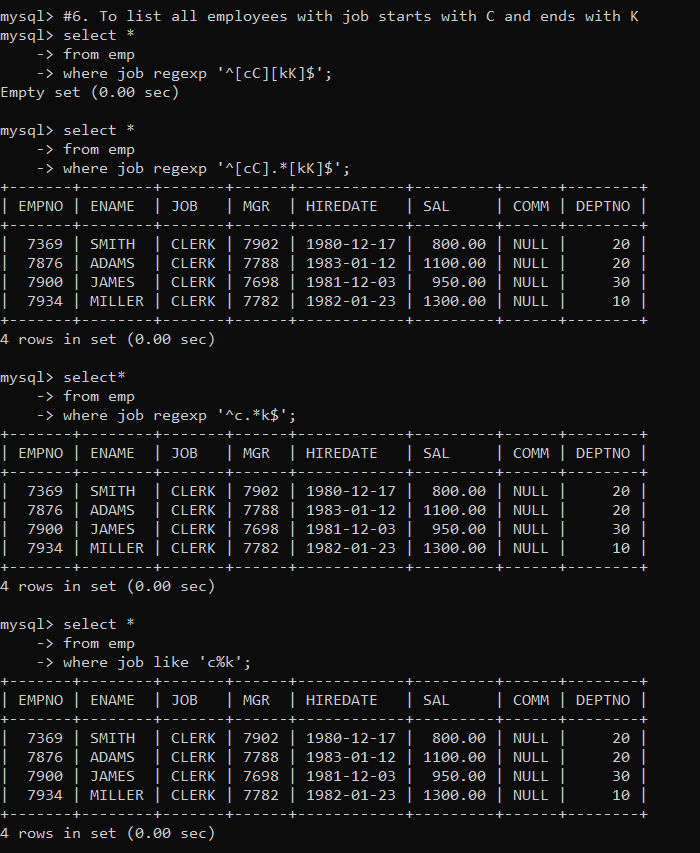 mysql> #6. To list all employees with job starts with C and ends with K
mysql> select *
    -> from emp
    -> where job regexp '^[cC][kK]$';
Empty set (0.00 sec)

mysql> select *
    -> from emp
    -> where job regexp '^[cC].*[kK]$';
+-------+--------+-------+------+------------+---------+------+--------+
| EMPNO | ENAME  | JOB   | MGR  | HIREDATE   | SAL     | COMM | DEPTNO |
+-------+--------+-------+------+------------+---------+------+--------+
|  7369 | SMITH  | CLERK | 7902 | 1980-12-17 |  800.00 | NULL |     20 |
|  7876 | ADAMS  | CLERK | 7788 | 1983-01-12 | 1100.00 | NULL |     20 |
|  7900 | JAMES  | CLERK | 7698 | 1981-12-03 |  950.00 | NULL |     30 |
|  7934 | MILLER | CLERK | 7782 | 1982-01-23 | 1300.00 | NULL |     10 |
+-------+--------+-------+------+------------+---------+------+--------+
4 rows in set (0.00 sec)

mysql> select*
    -> from emp
    -> where job regexp '^c.*k$';
+-------+--------+-------+------+------------+---------+------+--------+
| EMPNO | ENAME  | JOB   | MGR  | HIREDATE   | SAL     | COMM | DEPTNO |
+-------+--------+-------+------+------------+---------+------+--------+
|  7369 | SMITH  | CLERK | 7902 | 1980-12-17 |  800.00 | NULL |     20 |
|  7876 | ADAMS  | CLERK | 7788 | 1983-01-12 | 1100.00 | NULL |     20 |
|  7900 | JAMES  | CLERK | 7698 | 1981-12-03 |  950.00 | NULL |     30 |
|  7934 | MILLER | CLERK | 7782 | 1982-01-23 | 1300.00 | NULL |     10 |
+-------+--------+-------+------+------------+---------+------+--------+
4 rows in set (0.00 sec)

mysql> select *
    -> from emp
    -> where job like 'c%k';
+-------+--------+-------+------+------------+---------+------+--------+
| EMPNO | ENAME  | JOB   | MGR  | HIREDATE   | SAL     | COMM | DEPTNO |
+-------+--------+-------+------+------------+---------+------+--------+
|  7369 | SMITH  | CLERK | 7902 | 1980-12-17 |  800.00 | NULL |     20 |
|  7876 | ADAMS  | CLERK | 7788 | 1983-01-12 | 1100.00 | NULL |     20 |
|  7900 | JAMES  | CLERK | 7698 | 1981-12-03 |  950.00 | NULL |     30 |
|  7934 | MILLER | CLERK | 7782 | 1982-01-23 | 1300.00 | NULL |     10 |
+-------+--------+-------+------+------------+---------+------+--------+
4 rows in set (0.00 sec)